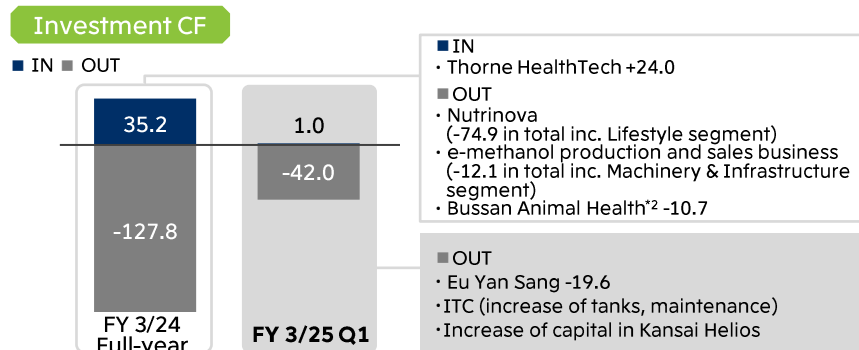 Investment CF
IN OUT
35.2
-127.8
FY 3/24
Full-year
1.0
-42.0
FY 3/25 Q1
IN
・Thorne HealthTech +24.0
OUT
・Nutrinova
(-74.9 in total inc. Lifestyle segment)
・e-methanol production and sales business
(-12.1 in total inc. Machinery & Infrastructure
segment)
・Bussan Animal Health*2 -10.7
OUT
・Eu Yan Sang -19.6
・ITC (increase of tanks, maintenance)
・Increase of capital in Kansai Helios